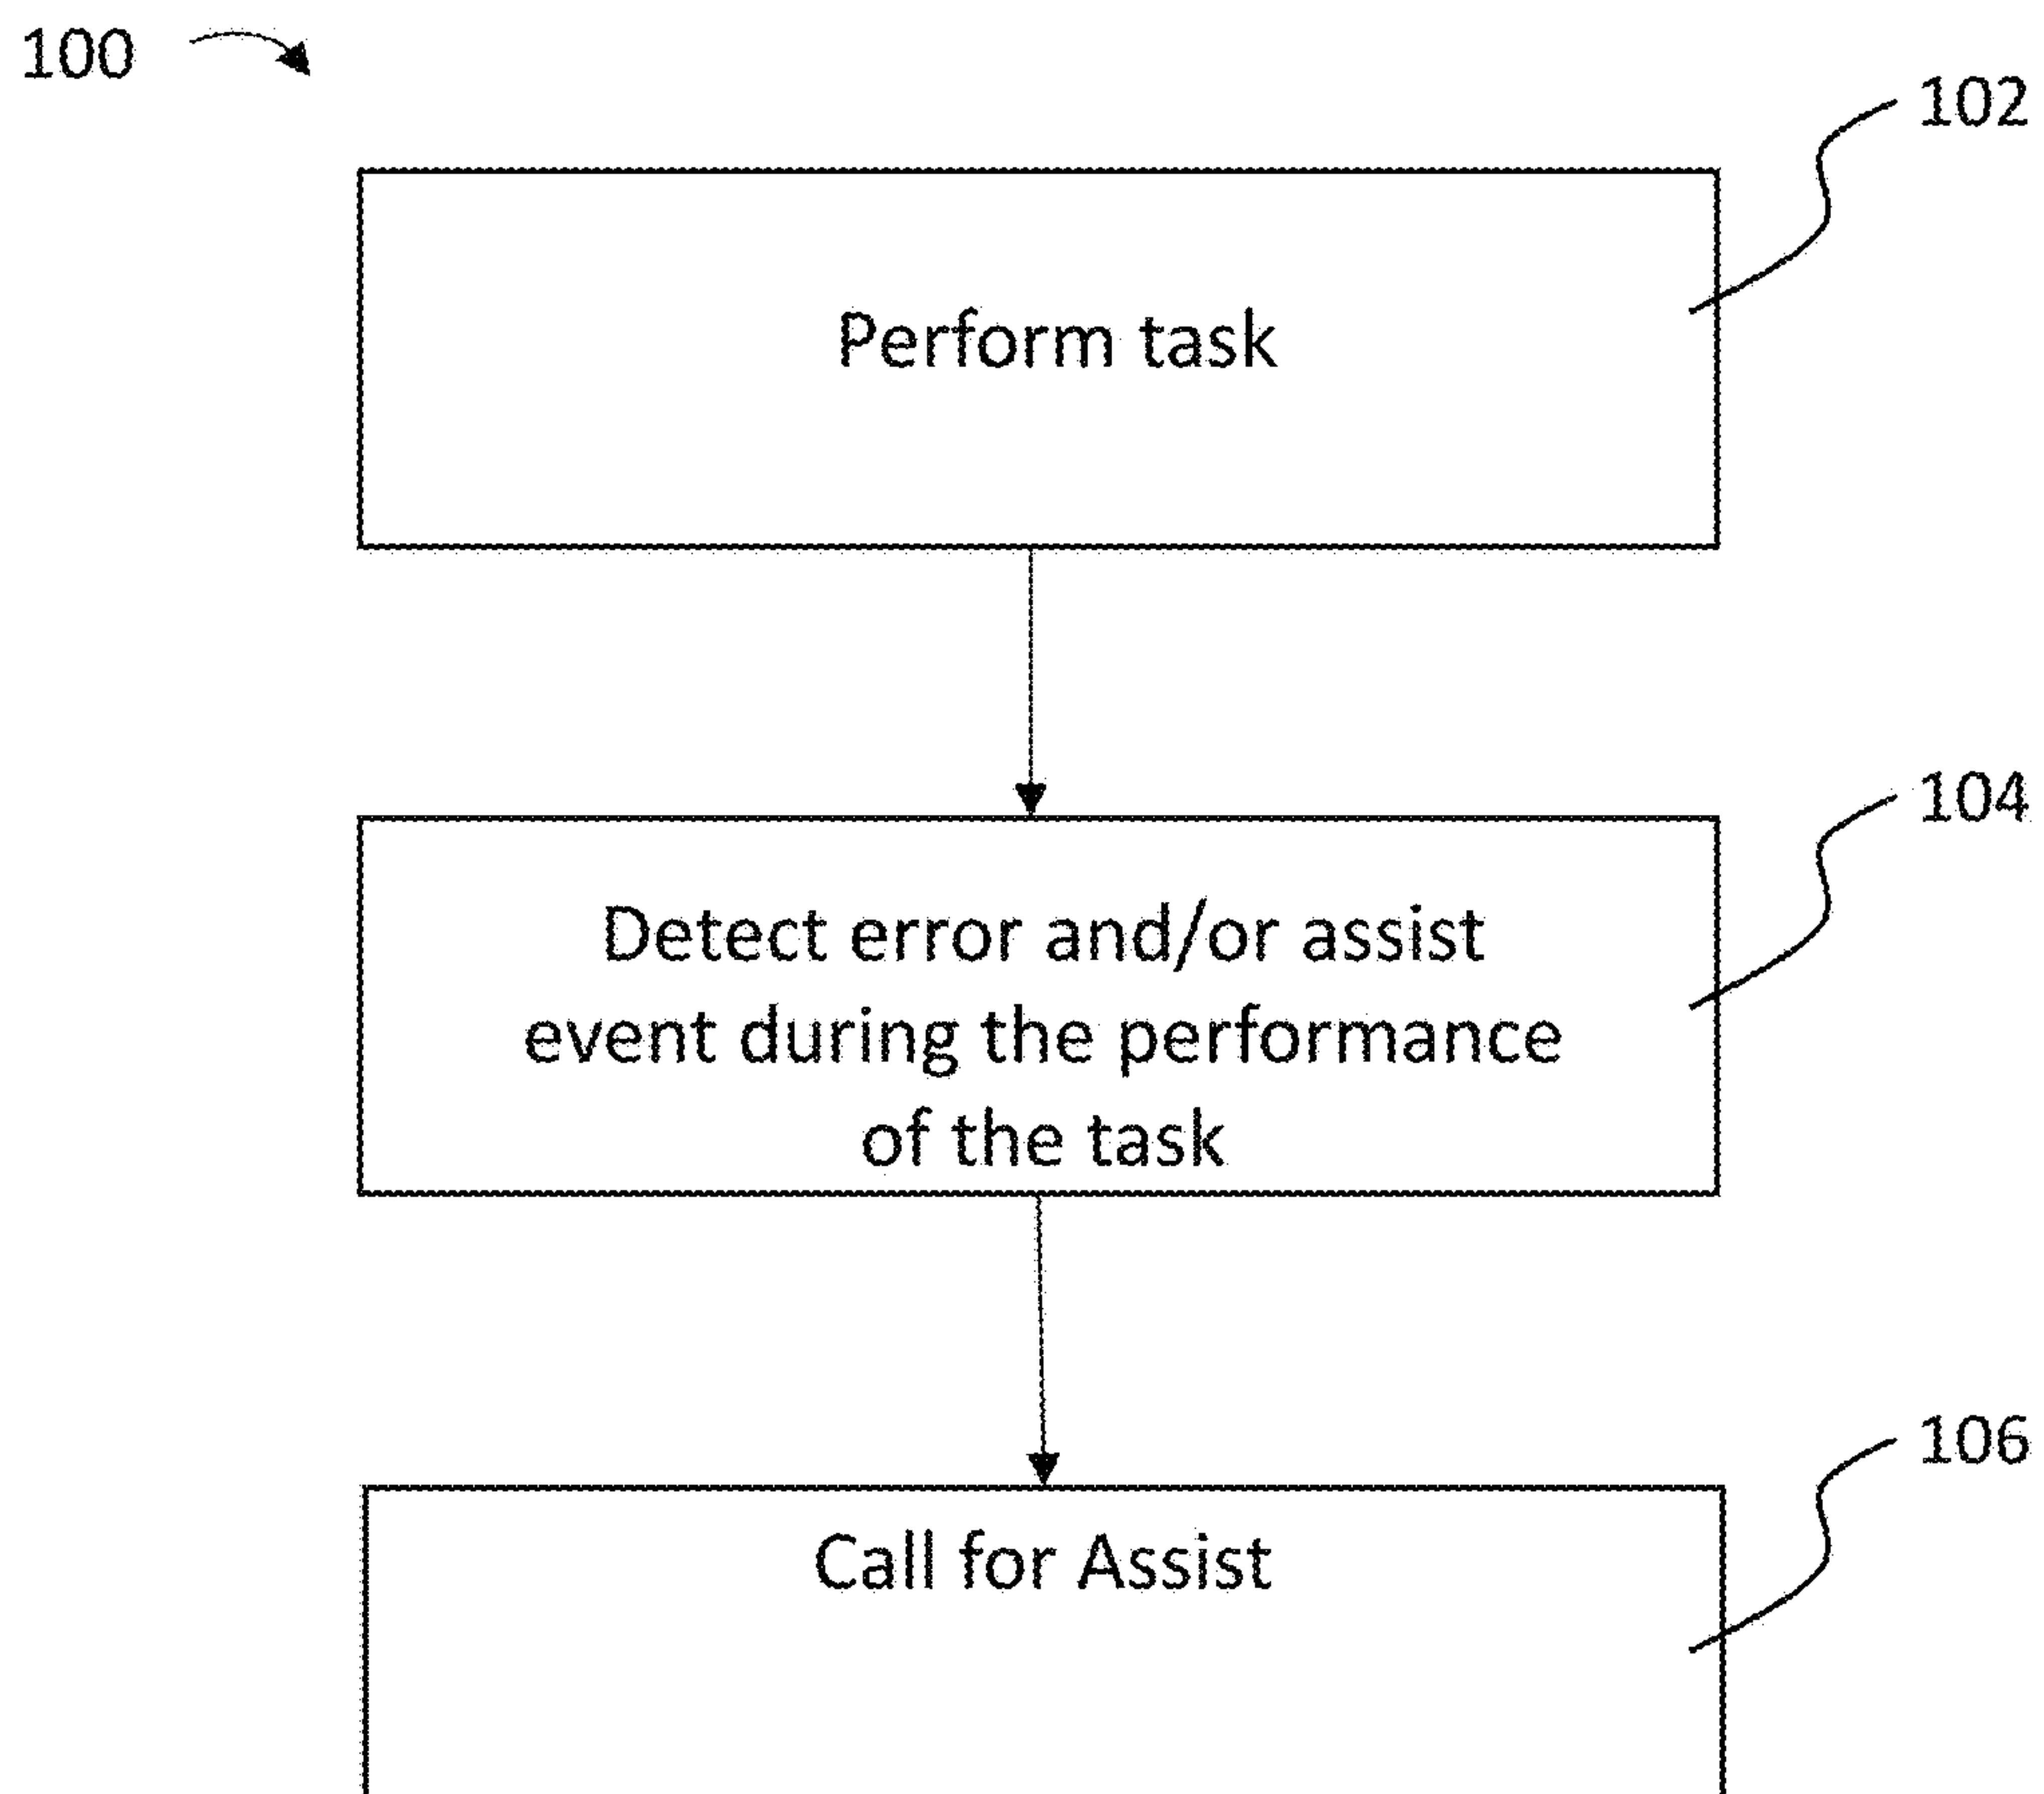 100
102
Perform task
104
Detect error and/or assist
event during the performance
of the task
106
Call for Assist